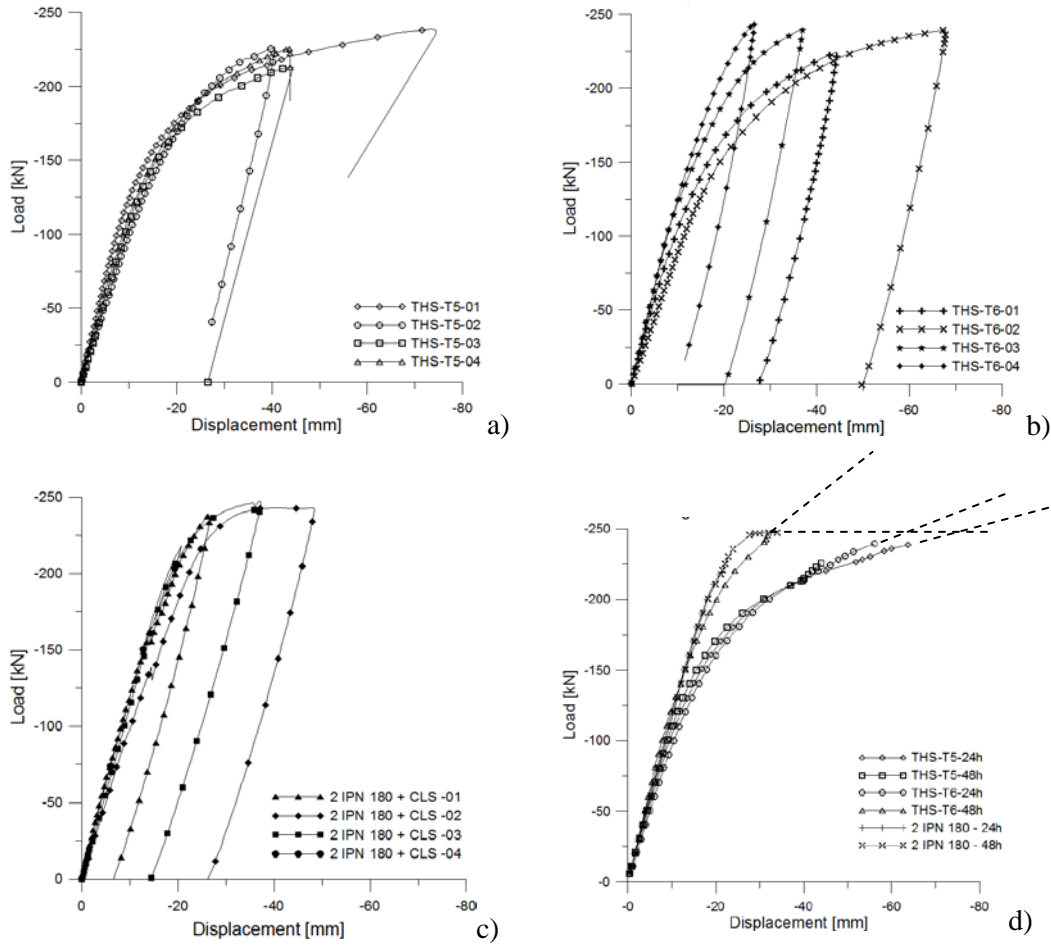 -250
-200
-150
-100
-50
0
Load [kN]
0
-20
-40
-60
-80
Displacement [mm]
THS-T5-01
THS-T5-02
THS-T5-03
THS-T5-04
a)
-250
-200
-150
-100
-50
0
Load [kN]
0
-20
-40
-60
-80
Displacement [mm]
THS-T6-01
THS-T6-02
THS-T6-03
THS-T6-04
b)
-250
-200
-150
-100
-50
0
Load [kN]
0
-20
-40
-60
-80
Displacement [mm]
2 IPN 180 + CLS -01
2 IPN 180 + CLS -02
2 IPN 180 + CLS -03
2 IPN 180 + CLS -04
c)
-250
-200
-150
-100
-50
-0
Load [kN]
-0
-20
-40
-60
-80
Displacement [mm]
THS-T5-24h
THS-T5-48h
THS-T6-24h
THS-T6-48h
2 IPN 180 - 24h
2 IPN 180 - 48h
d)